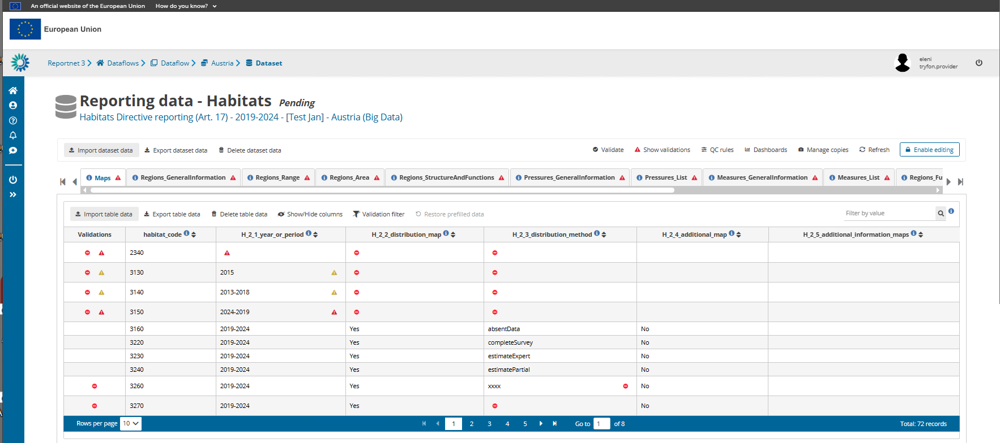 An official website of the European Union How do you know?
European Union
Reportnet 3 Dataflows Dataflow Austria Dataset
eleni
tryfon.provider
Reporting data - Habitats Pending
Habitats Directive reporting (Art. 17) - 2019-2024 - [Test Jan] - Austria (Big Data)
Import dataset data Export dataset data Delete dataset data Validate Show validations QC rules Dashboards Manage copies Refresh Enable editing
Maps Regions_GeneralInformation Regions_Range Regions_Area Regions_StructureAndFunctions Pressures_GeneralInformation Pressures_List Measures_GeneralInformation Measures_List Regions_Fu
Import table data Export table data Delete table data Show/Hide columns Validation filter Restore prefilled data Filter by value
Validations habitat_code H_2_1_year_or_period H_2_2_distribution_map H_2_3_distribution_method H_2_4_additional_map H_2_5_additional_information_maps
2340
3130 2015
3140 2013-2018
3150 2024-2019
3160 2019-2024 Yes absentData No
3220 2019-2024 Yes completeSurvey No
3230 2019-2024 Yes estimateExpert No
3240 2019-2024 Yes estimatePartial No
3260 2019-2024 Yes xxxx No
3270 2019-2024 Yes No
Rows per page 10 1 2 3 4 5 Go to 1 of 8 Total: 72 records